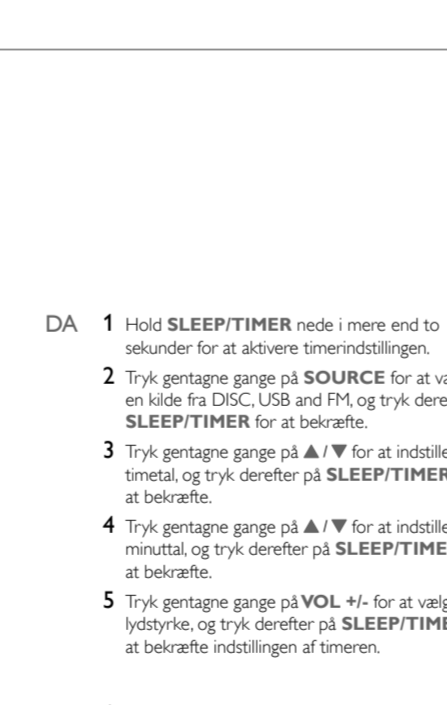 DA 1 Hold SLEEP/TIMER nede i mere end to
sekunder for at aktivere timerindstillingen.
2 Tryk gentagne gange på SOURCE for at
en kilde fra DISC, USB and FM, og tryk
SLEEP/TIMER for at bekræfte.
3 Tryk gentagne gange på ▲ / ▼ for at indstille
timetal, og tryk derefter på SLEEP/TIMER
at bekræfte.
4 Tryk gentagne gange på ▲ / ▼ for at indstille
minuttal, og tryk derefter på
at bekræfte.
5 Tryk gentagne gange på VOL +/- for at
lydstyrke, og tryk derefter på
at bekræfte indstillingen af timeren.